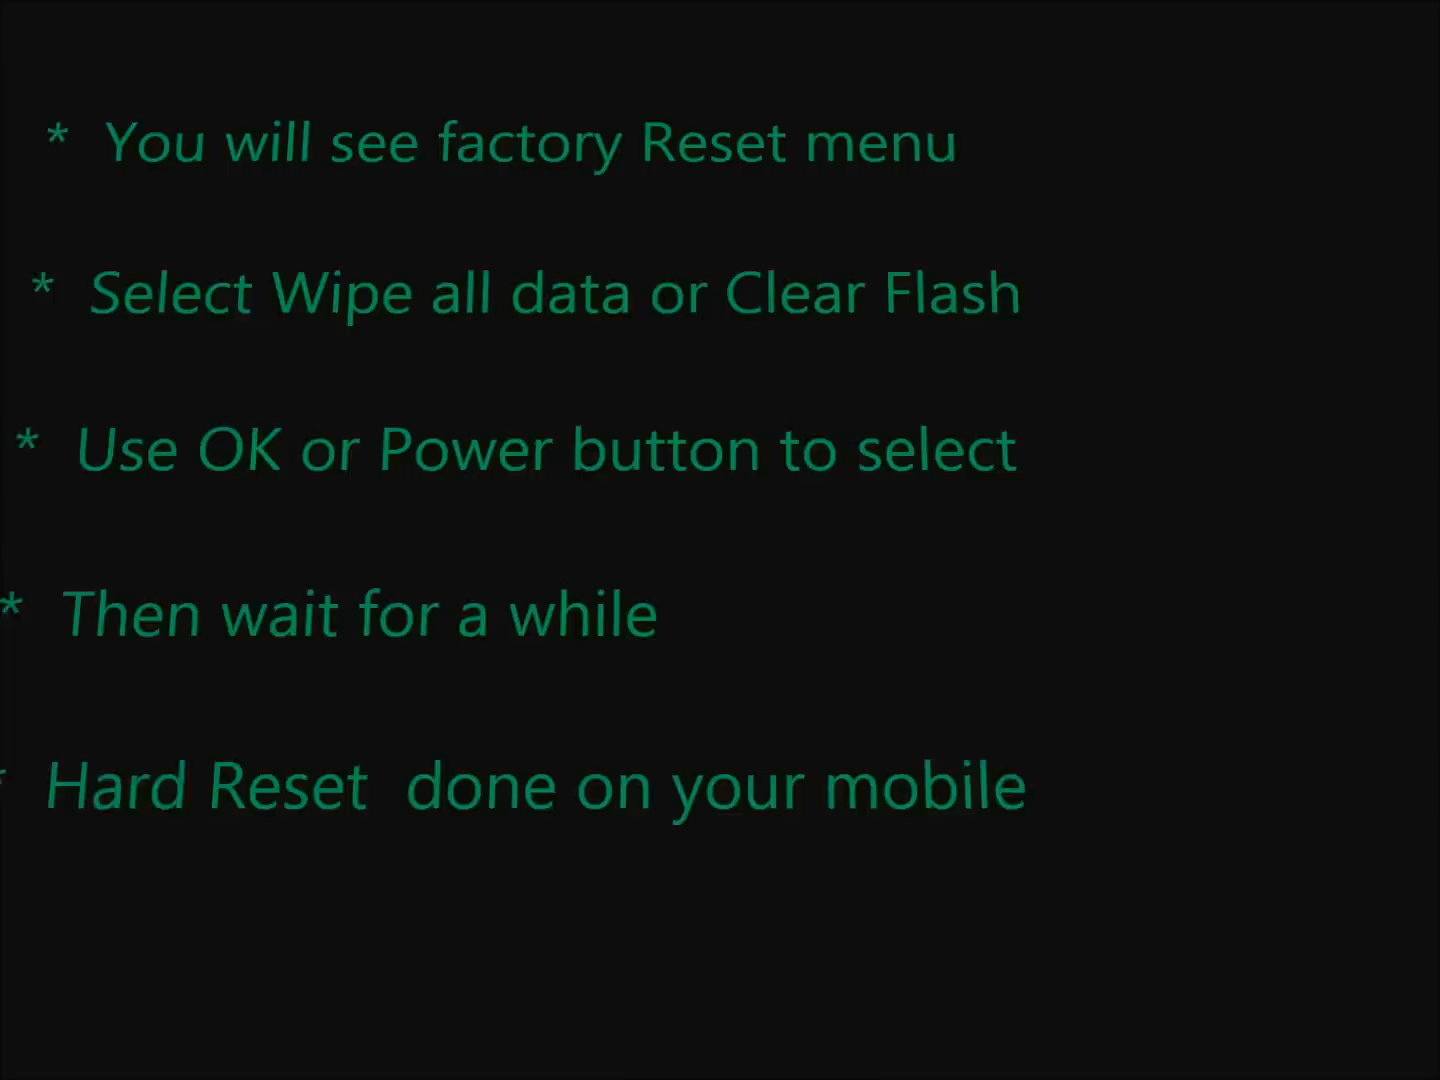 * You will see factory Reset menu
* Select Wipe all data or Clear Flash
* Use OK or Power button to select
* Then wait for a while
* Hard Reset done on your mobile